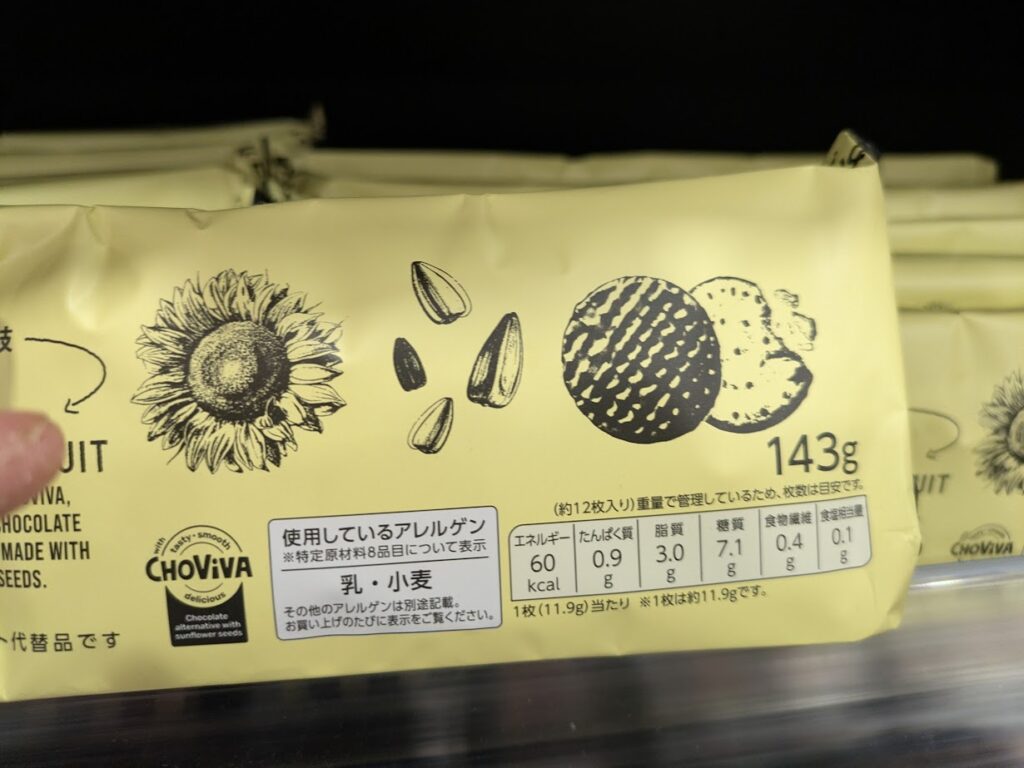 枝
UIT
VIVA,
CHOCOLATE
MADE WITH
SEEDS.
ト代替品です
with
tasty・smooth
CHOViVA
delicious
Chocolate
alternative with
sunflower seeds
使用しているアレルゲン
※特定原材料8品目について表示
乳・小麦
その他のアレルゲンは別途記載。
お買い上げのたびに表示をご覧ください。
143g
(約12枚入り)重量で管理しているため、枚数は目安です。
エネルギー たんぱく質 脂質 糖質 食物繊維 食塩相当量
60 kcal 0.9 g 3.0 g 7.1 g 0.4 g 0.1 g
1枚(11.9g)当たり ※1枚は約11.9gです。
UIT
CHOViVA